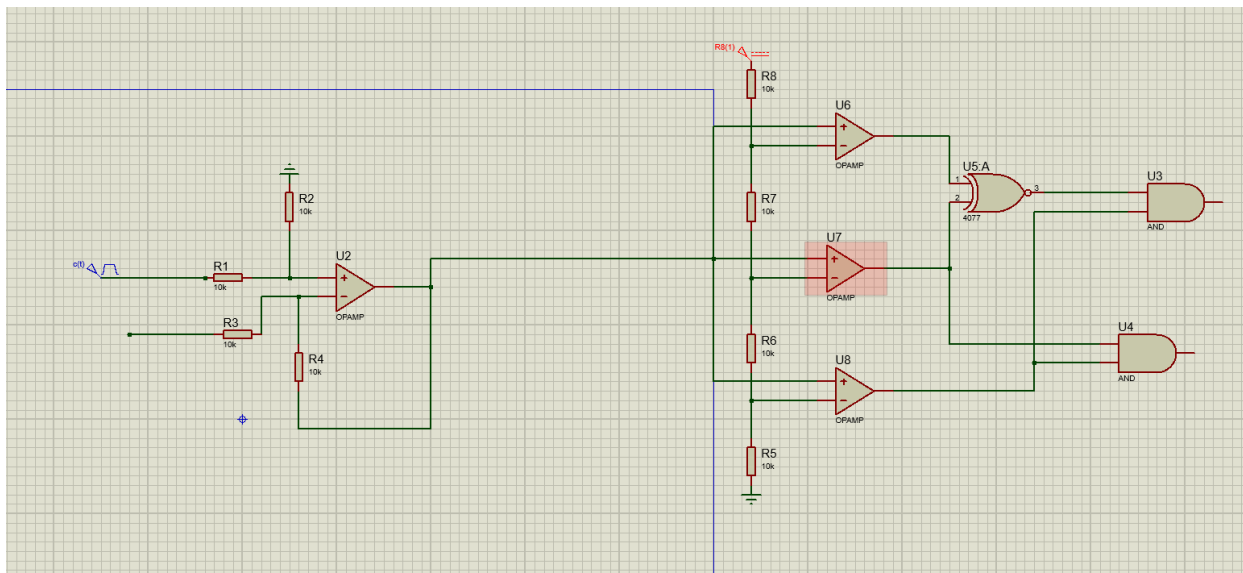 R8(1)
R8
10k
U6
OPAMP
U5:A
1
2
3
4077
U3
AND
R2
10k
R7
10k
c(t)
R1
10k
U2
OPAMP
U7
OPAMP
R3
10k
R4
10k
R6
10k
U8
OPAMP
U4
AND
R5
10k